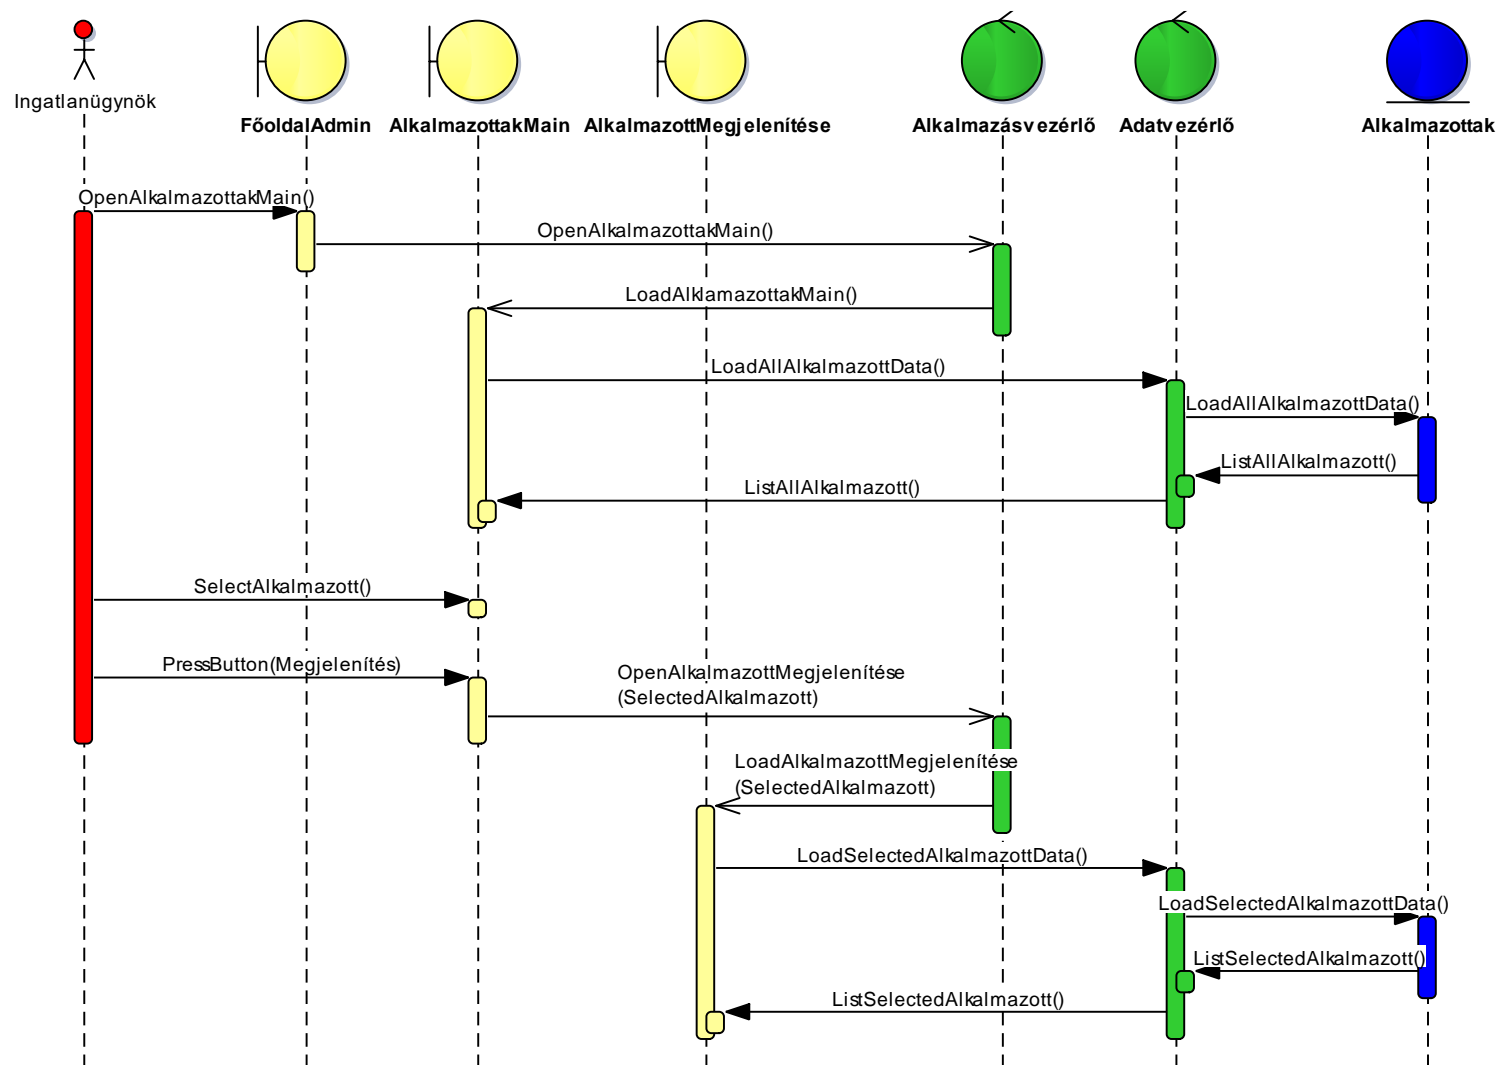 Ingatlanügynök
FőoldalAdmin
AlkalmazottakMain
AlkalmazottMegjelenítése
Alkalmazásvezérlő
Adatvezérlő
Alkalmazottak
OpenAlkalmazottakMain()
OpenAlkalmazottakMain()
LoadAlklamazottakMain()
LoadAllAlkalmazottData()
LoadAllAlkalmazottData()
ListAllAlkalmazott()
ListAllAlkalmazott()
SelectAlkalmazott()
PressButton(Megjelenítés)
OpenAlkalmazottMegjelenítése
(SelectedAlkalmazott)
LoadAlkalmazottMegjelenítése
(SelectedAlkalmazott)
LoadSelectedAlkalmazottData()
LoadSelectedAlkalmazottData()
ListSelectedAlkalmazott()
ListSelectedAlkalmazott()